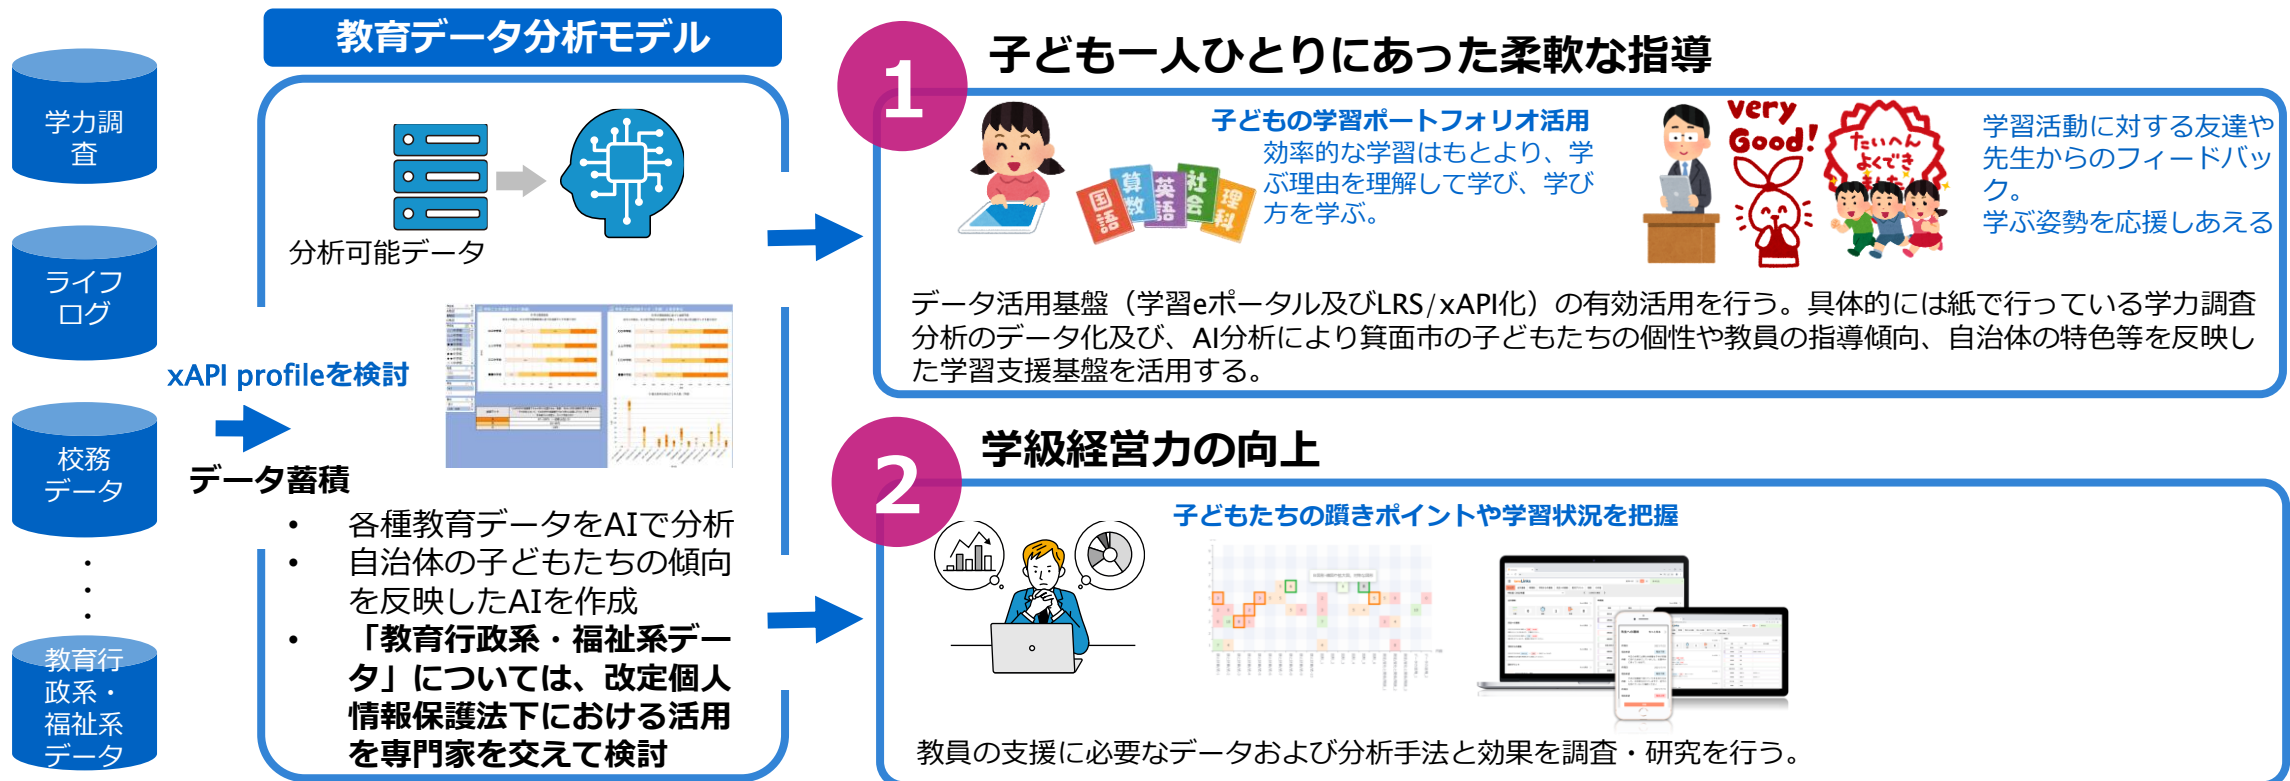 教育データ分析モデル
学力調
査
ライフ
ログ
校務
データ
・
・
・
教育行
政系・
福祉系
データ
xAPI profileを検討
データ蓄積
分析可能データ
• 各種教育データをAIで分析
• 自治体の子どもたちの傾向
を反映したAIを作成
• 「教育行政系・福祉系デー
タ」については、改定個人
情報保護法下における活用
を専門家を交えて検討
1
子ども一人ひとりにあった柔軟な指導
国語
算数
英語
社会
理科
子どもの学習ポートフォリオ活用
効率的な学習はもとより、学
ぶ理由を理解して学び、学び
方を学ぶ。
very
Good!
たいへん
よくでき
ました
学習活動に対する友達や
先生からのフィードバッ
ク。
学ぶ姿勢を応援しあえる
データ活用基盤（学習eポータル及びLRS/xAPI化）の有効活用を行う。具体的には紙で行っている学力調査
分析のデータ化及び、AI分析により箕面市の子どもたちの個性や教員の指導傾向、自治体の特色等を反映し
た学習支援基盤を活用する。
2
学級経営力の向上
子どもたちの躓きポイントや学習状況を把握
教員の支援に必要なデータおよび分析手法と効果を調査・研究を行う。